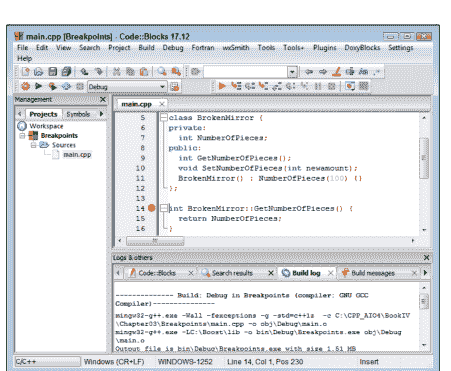 main.cpp [Breakpoints] - Code::Blocks 17.12
File Edit View Search Project Build Debug Fortran wxSmith Tools Tools+ Plugins DoxyBlocks Settings
Help
Debug
Management
Projects Symbols
Workspace
Breakpoints
Sources
main.cpp
main.cpp
5 class BrokenMirror {
6 private:
7 int NumberOfPieces;
8 public:
9 int GetNumberOfPieces();
10 void SetNumberOfPieces(int newamount);
11 BrokenMirror() : NumberOfPieces(100) {}
12 };
13
14 int BrokenMirror::GetNumberOfPieces() {
15 return NumberOfPieces;
16 }
Logs & others
Code::Blocks Search results Build log Build messages
-------------- Build: Debug in Breakpoints (compiler: GNU GCC
Compiler)---------------
mingw32-g++.exe -Wall -fexceptions -g -std=c++1z -c C:\CPP_AIO4\BookIV
\Chapter03\Breakpoints\main.cpp -o obj\Debug\main.o
mingw32-g++.exe -LC:\Boost\lib -o bin\Debug\Breakpoints.exe obj\Debug
\main.o
Output file is bin\Debug\Breakpoints.exe with size 1.51 MB
C/C++ Windows (CR+LF) WINDOWS-1252 Line 14, Col 1, Pos 230 Insert